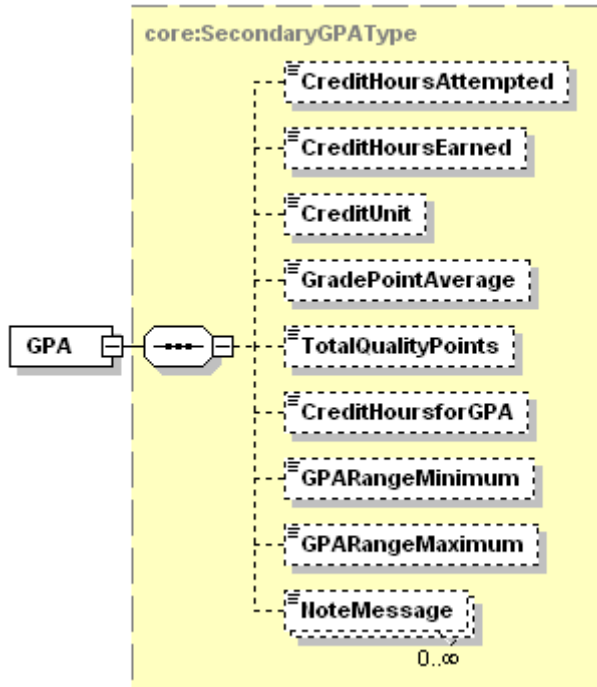 core:SecondaryGPAType
CreditHoursAttempted
CreditHoursEarned
CreditUnit
GradePointAverage
GPA
TotalQualityPoints
CreditHoursforGPA
GPARangeMinimum
GPARangeMaximum
NoteMessage
0..∞